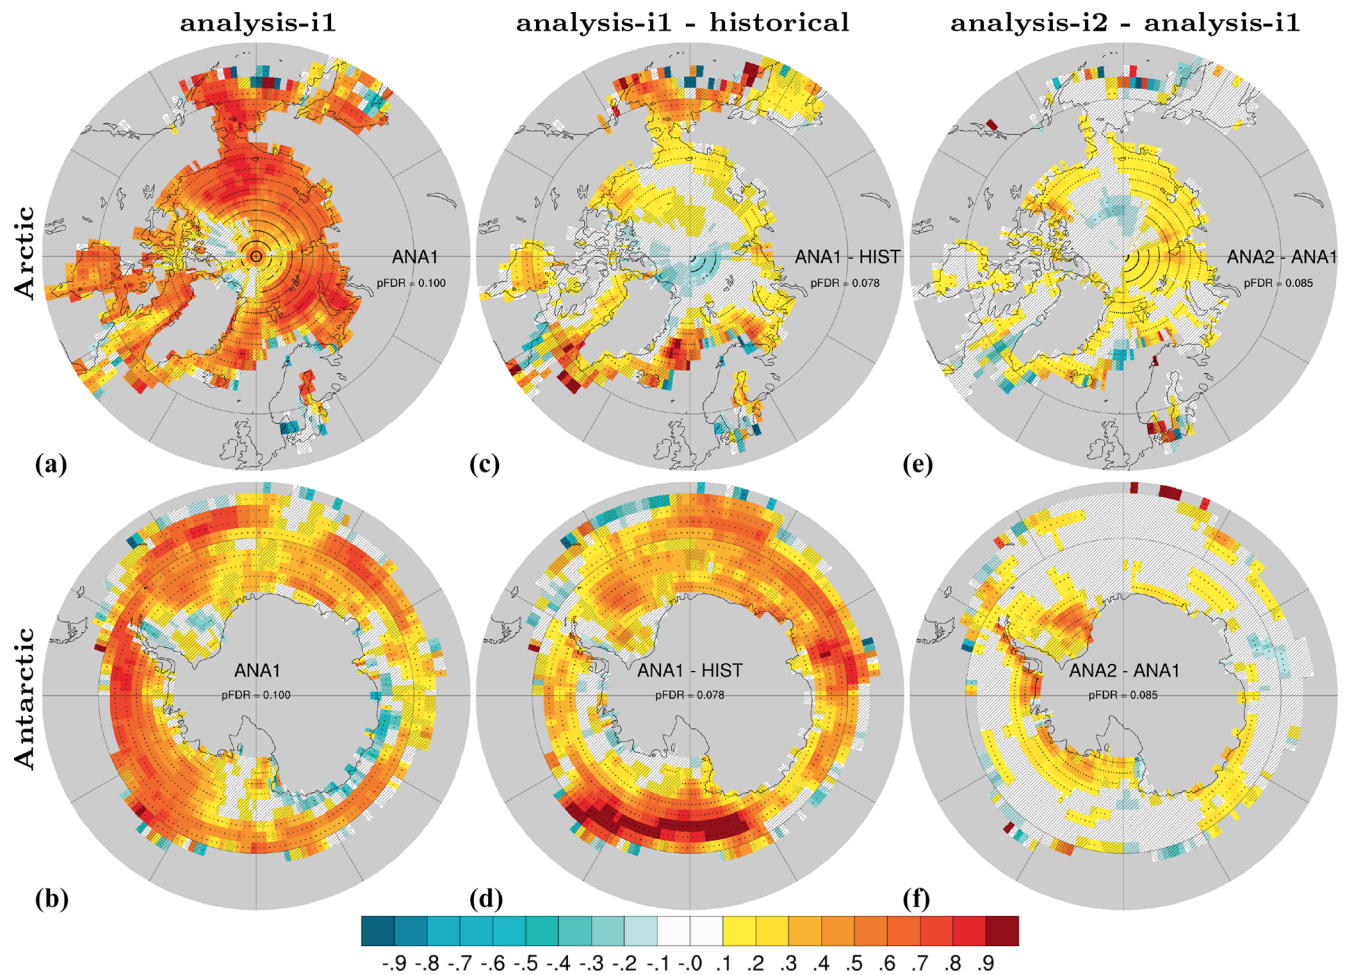 analysis-i1
analysis-i1 - historical
analysis-i2 - analysis-i1
Arctic
ANA1
pFDR = 0.100
ANA1 - HIST
pFDR = 0.078
ANA2 - ANA1
pFDR = 0.085
(a)
(c)
(e)
Antarctic
ANA1
pFDR = 0.100
ANA1 - HIST
pFDR = 0.078
ANA2 - ANA1
pFDR = 0.085
(b)
(d)
(f)
-.9 -.8 -.7 -.6 -.5 -.4 -.3 -.2 -.1 -.0 .1 .2 .3 .4 .5 .6 .7 .8 .9